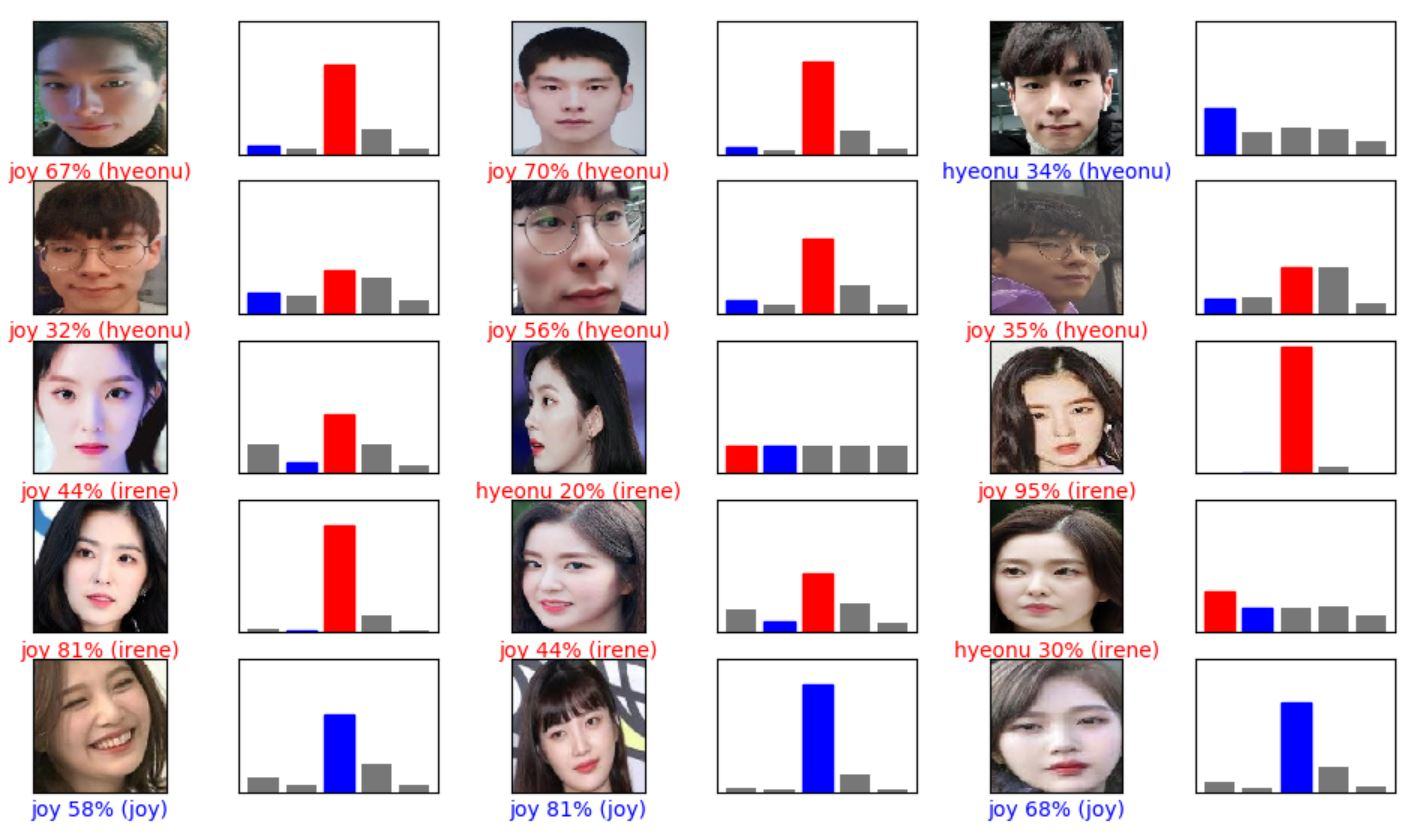 joy 67% (hyeonu)
joy 70% (hyeonu)
hyeonu 34% (hyeonu)
joy 32% (hyeonu)
joy 56% (hyeonu)
joy 35% (hyeonu)
joy 44% (irene)
hyeonu 20% (irene)
joy 95% (irene)
joy 81% (irene)
joy 44% (irene)
hyeonu 30% (irene)
joy 58% (joy)
joy 81% (joy)
joy 68% (joy)